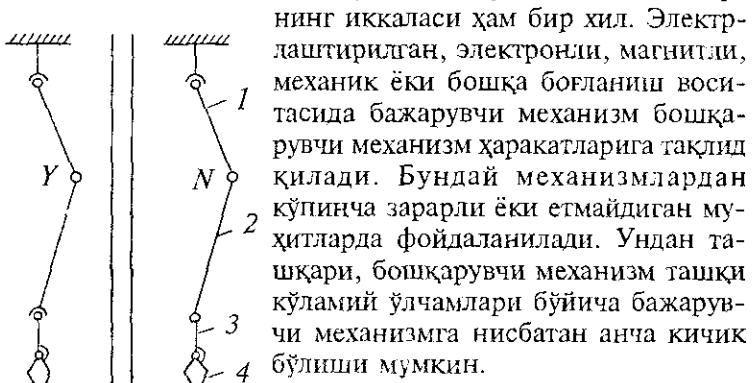 нинг иккаласи ҳам бир хил. Электр-
лаштирилган, электронли, магнитли,
механик ёки бошқа боғланиш воси-
тасида бажарувчи механизм бошқа-
рувчи механизм ҳаракатларига тақлид
қилади. Бундай механизмлардан
кўпинча зарарли ёки етмайдиган му-
ҳитларда фойдаланилади. Ундан та-
шқари, бошқарувчи механизм ташқи
кўламий ўлчамлари бўйича бажарув-
чи механизмга нисбатан анча кичик
бўлиши мумкин.
1
Y
N
2
3
4